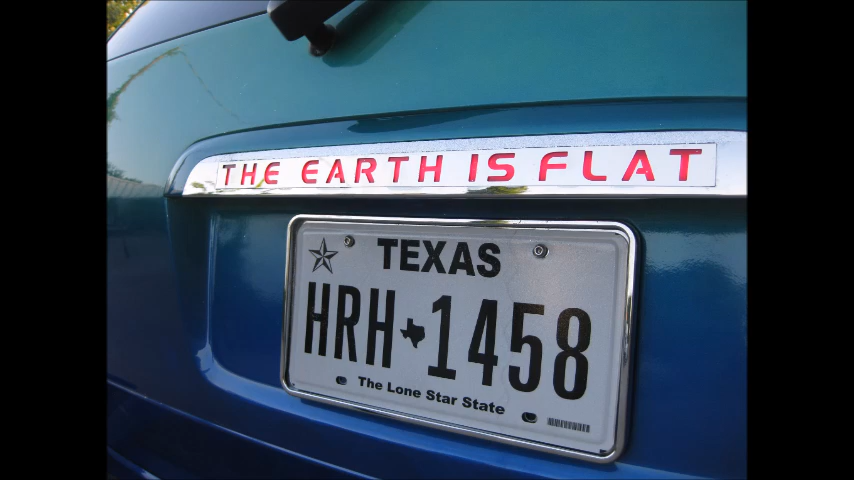 THE EARTH IS FLAT
TEXAS
HRH 1458
The Lone Star State